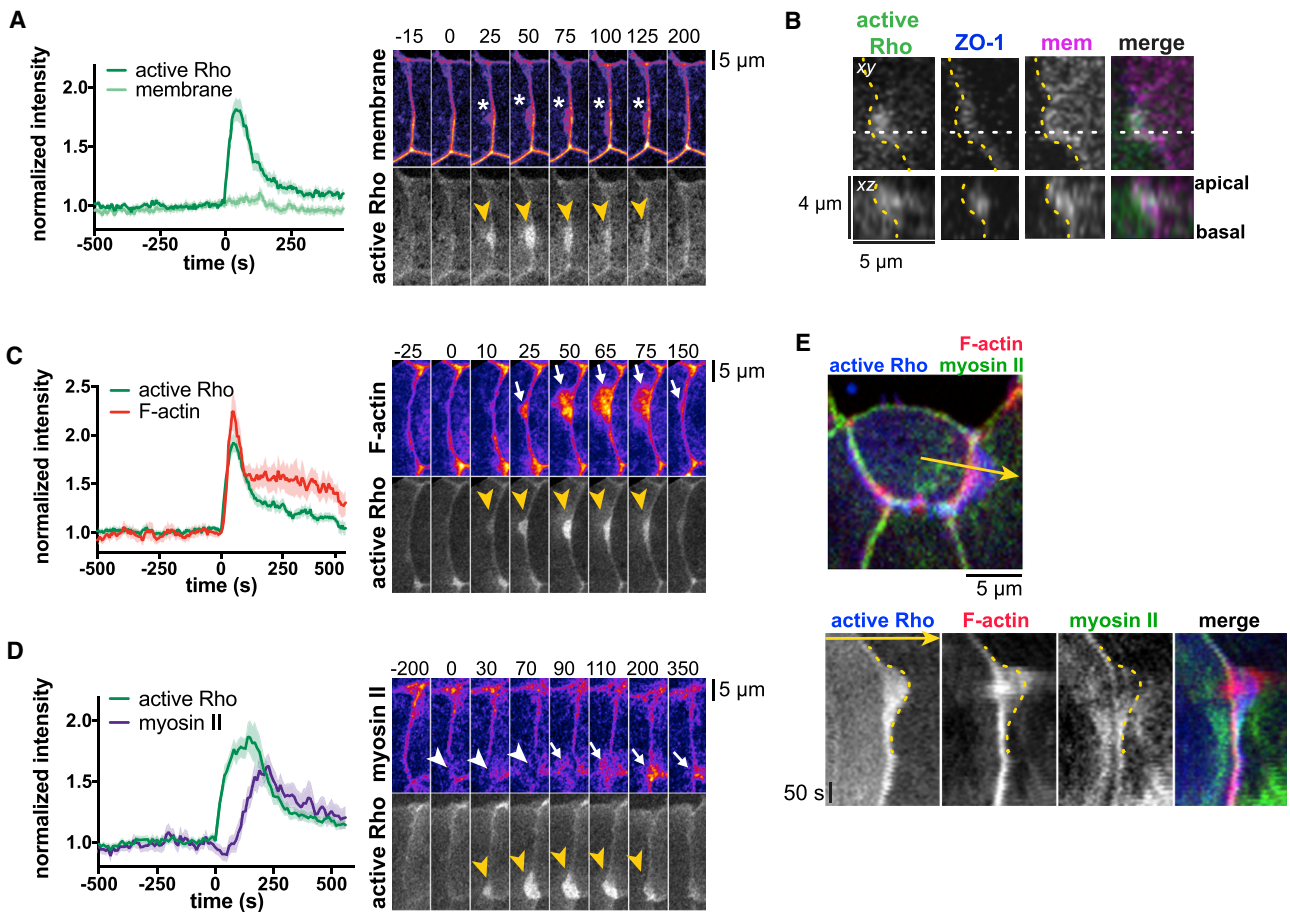 A
active Rho
membrane
2.0
1.5
1.0
-500 -250 0 250
time (s)
normalized intensity
-15 0 25 50 75 100 125 200
membrane
* * * * *
active Rho
5 µm
B
active Rho
ZO-1
mem
merge
xy
xz
4 µm
5 µm
apical
basal
C
active Rho
F-actin
2.5
2.0
1.5
1.0
-500 -250 0 250 500
time (s)
normalized intensity
-25 0 10 25 50 65 75 150
F-actin
active Rho
5 µm
D
active Rho
myosin II
2.0
1.5
1.0
-500 -250 0 250 500
time (s)
normalized intensity
-200 0 30 70 90 110 200 350
myosin II
active Rho
5 µm
E
F-actin
active Rho myosin II
5 µm
active Rho F-actin myosin II merge
50 s